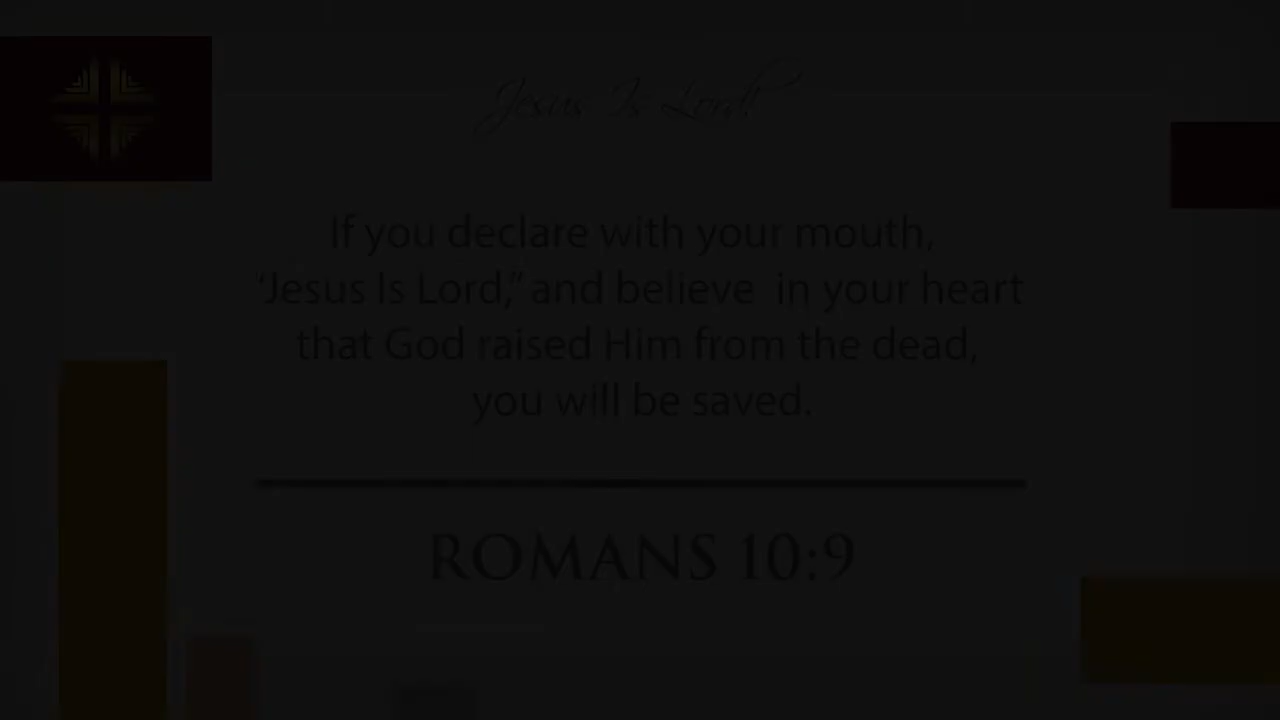 Jesus Is Lord!
If you declare with your mouth,
‘Jesus Is Lord,” and believe in your heart
that God raised Him from the dead,
you will be saved.
ROMANS 10:9